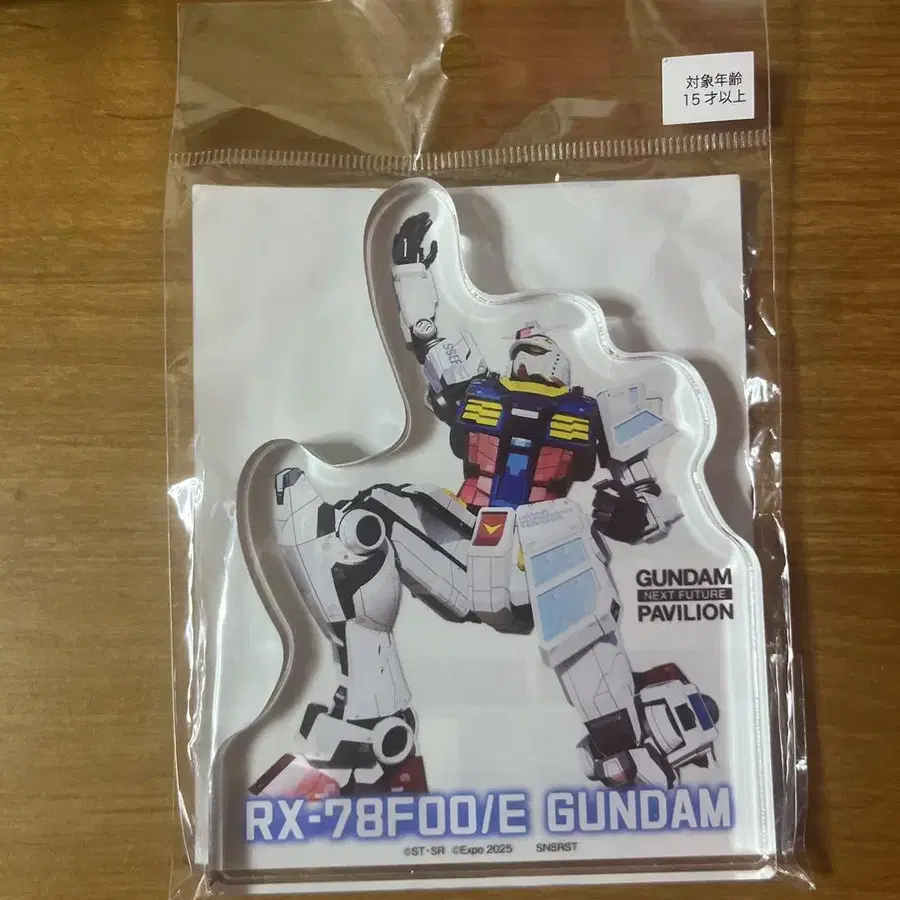 対象年齢
15才以上
SSEF
GUNDAM
NEXT FUTURE
PAVILION
RX-78F00/E GUNDAM
©ST・SR ©Expo 2025 SNSRST